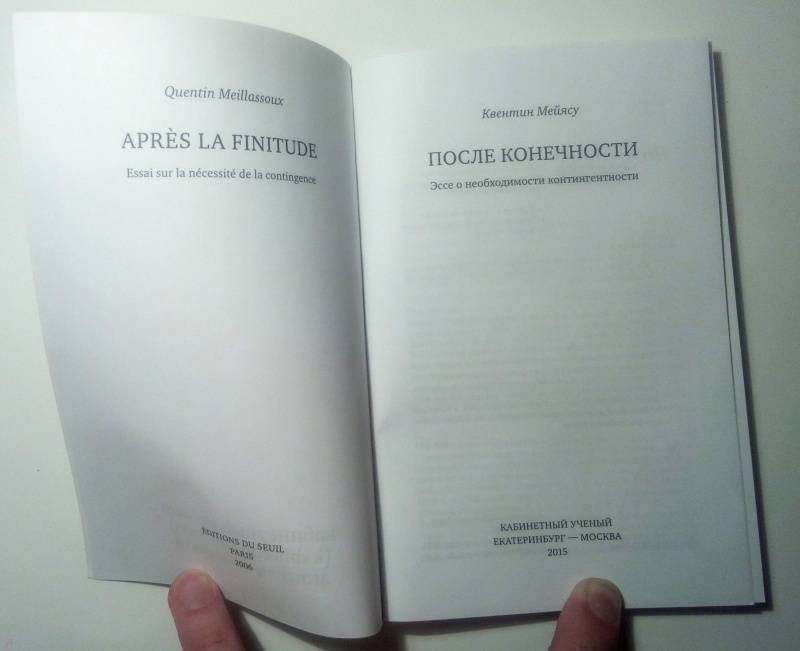 Quentin Meillassoux
APRÈS LA FINITUDE
Essai sur la nécessité de la contingence
ÉDITIONS DU SEUIL
PARIS
2006
Квентин Мейясу
ПОСЛЕ КОНЕЧНОСТИ
Эссе о необходимости контингентности
КАБИНЕТНЫЙ УЧЕНЫЙ
ЕКАТЕРИНБУРГ — МОСКВА
2015